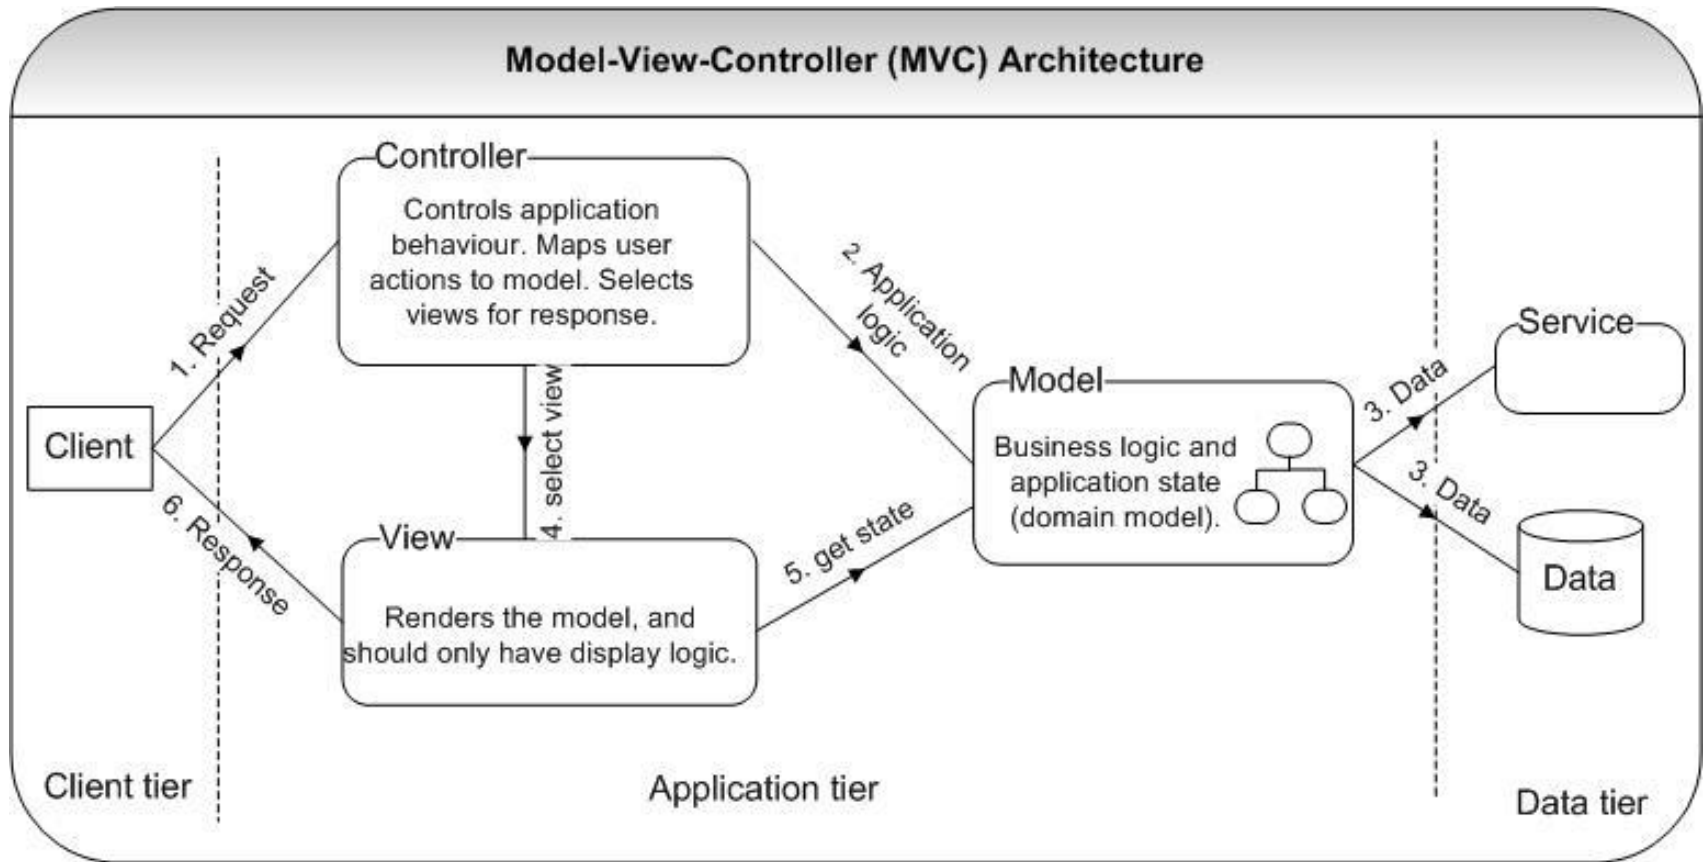 Model-View-Controller (MVC) Architecture
Controller
Controls application
behaviour. Maps user
actions to model. Selects
views for response.
1. Request
2. Application
logic
Service
Model
3. Data
Client
4. select view
Business logic and
application state
(domain model).
3. Data
6. Response
View
5. get state
Data
Renders the model, and
should only have display logic.
Client tier
Application tier
Data tier